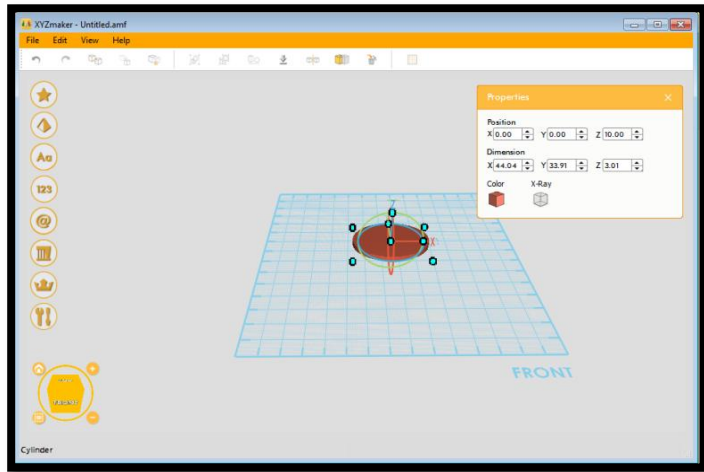 XYZmaker - Untitled.amf
File Edit View Help
Properties
Position
X 0.00 Y 0.00 Z 10.00
Dimension
X 44.04 Y 33.91 Z 3.01
Color X-Ray
Aa
123
@
Z
X
FRONT
Cylinder